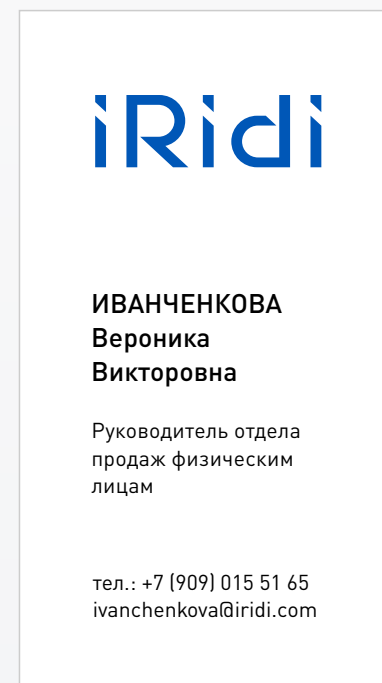 iRidi
ИВАНЧЕНКОВА
Вероника
Викторовна
Руководитель отдела
продаж физическим
лицам
тел.: +7 (909) 015 51 65
ivanchenkova@iridi.com